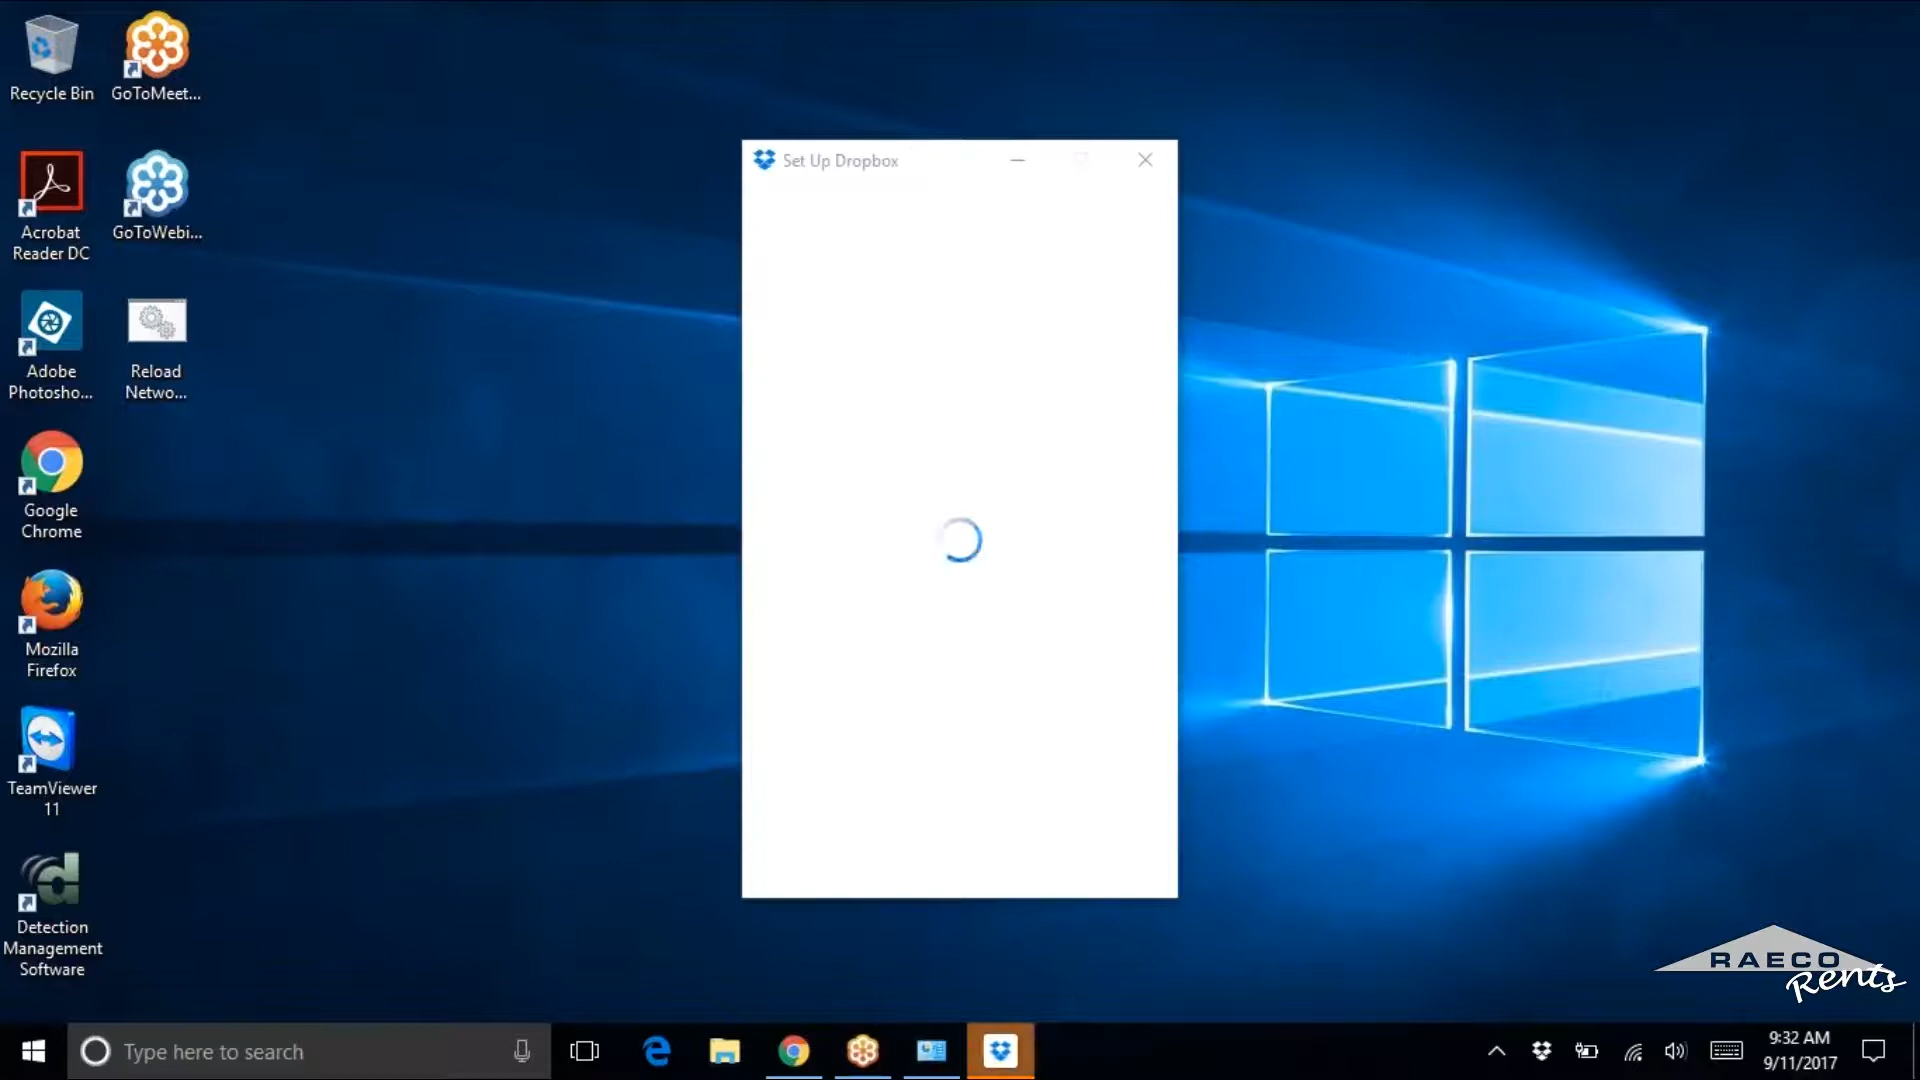 Recycle Bin
GoToMeet...
Acrobat
Reader DC
GoToWebi...
Adobe
Photosho...
Reload
Netwo...
Google
Chrome
Mozilla
Firefox
TeamViewer
11
Detection
Management
Software
Set Up Dropbox
RAECO
Rents
Type here to search
9:32 AM
9/11/2017